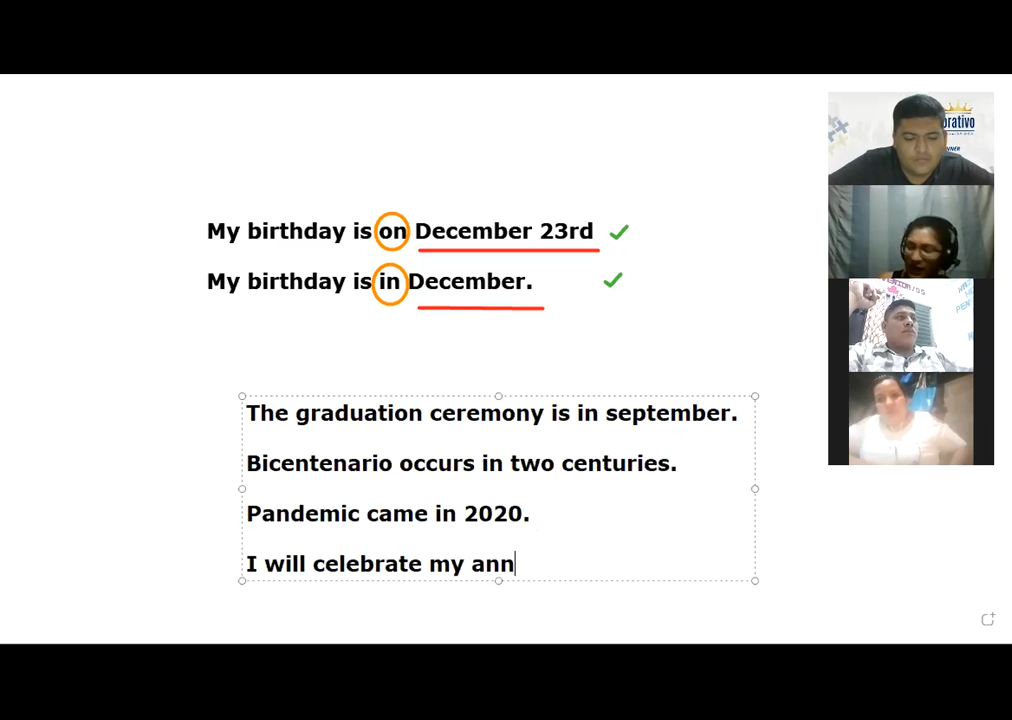 My birthday is on December 23rd
My birthday is in December.
The graduation ceremony is in september.
Bicentenario occurs in two centuries.
Pandemic came in 2020.
I will celebrate my ann